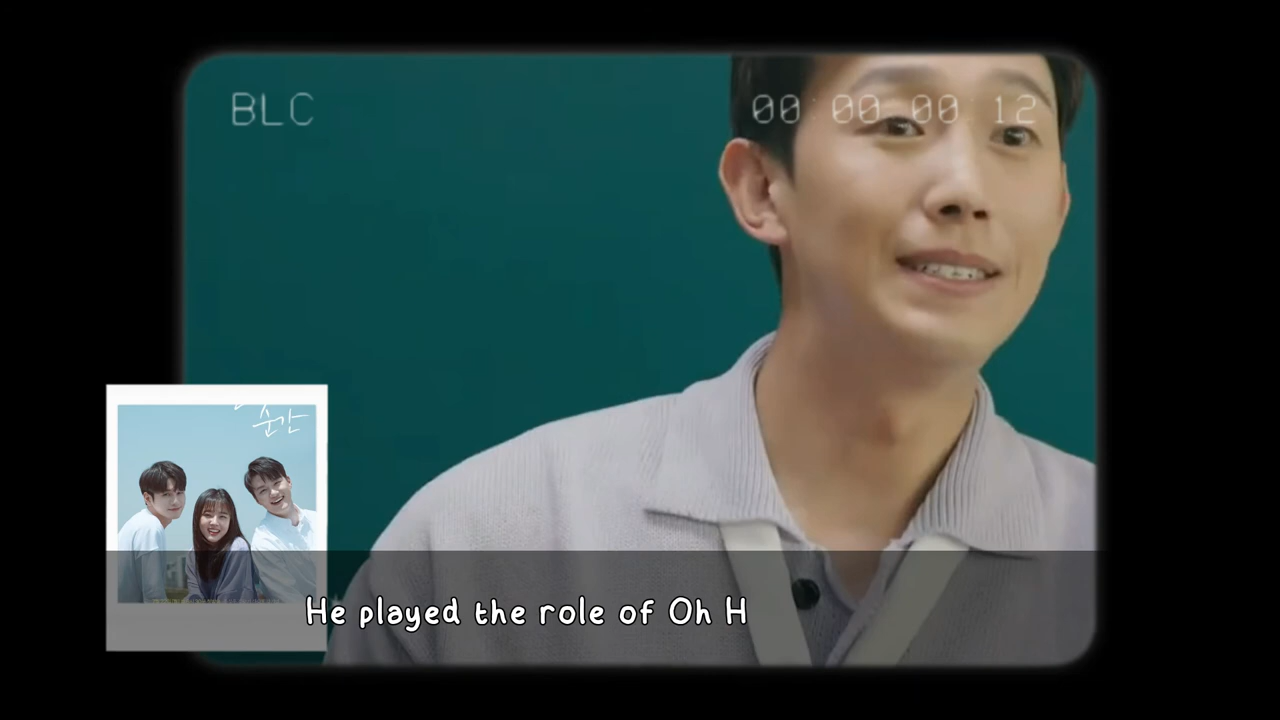 BLC
00 00 00 12
순간
He played the role of Oh H